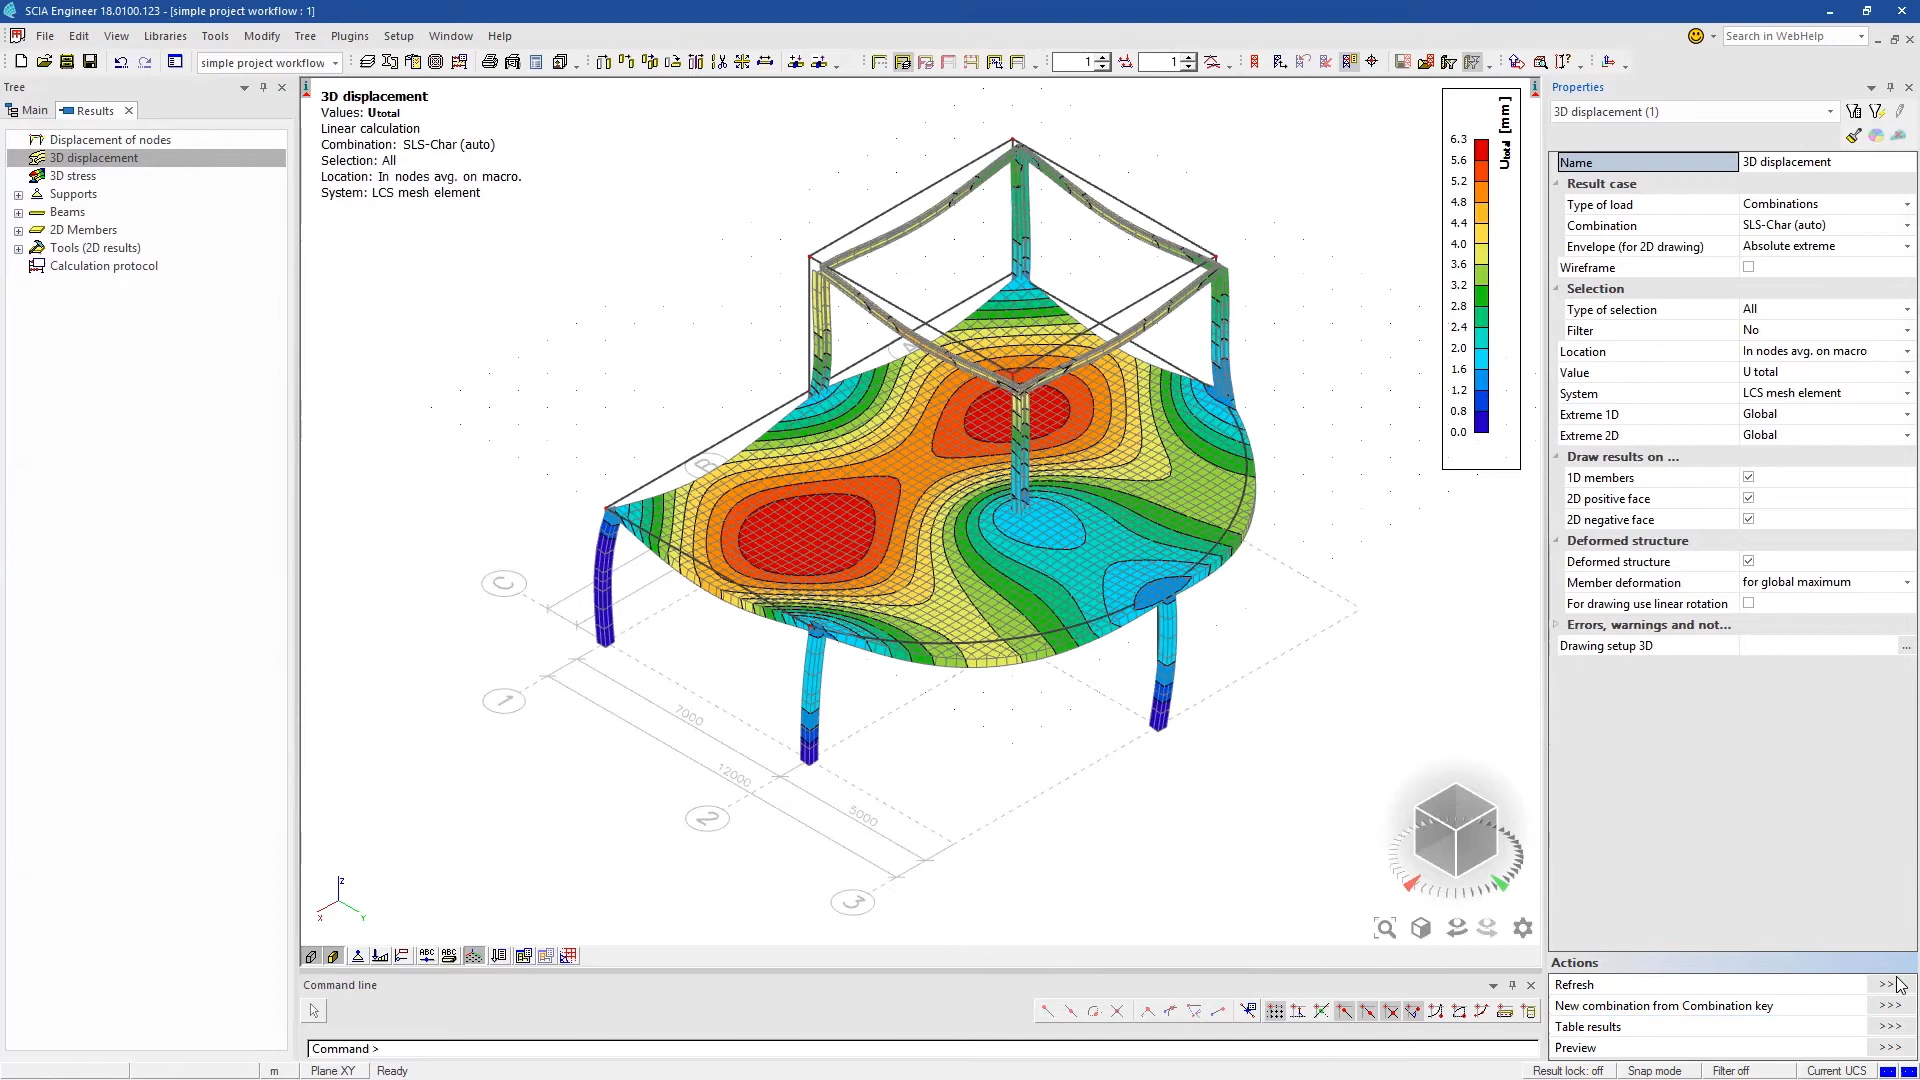 SCIA Engineer 18.0100.123 - [simple project workflow : 1]
File Edit View Libraries Tools Modify Tree Plugins Setup Window Help
Search in WebHelp
simple project workflow
1
1
Tree
Main
Results
Displacement of nodes
3D displacement
3D stress
Supports
Beams
2D Members
Tools (2D results)
Calculation protocol
3D displacement
Values: Utotal
Linear calculation
Combination: SLS-Char (auto)
Selection: All
Location: In nodes avg. on macro.
System: LCS mesh element
Utotal [mm]
6.3
5.6
5.2
4.8
4.4
4.0
3.6
3.2
2.8
2.4
2.0
1.6
1.2
0.8
0.0
A
B
C
1
2
3
7000
12000
5000
Z
X
Y
ABC
ABC
Command line
Command >
m
Plane XY
Ready
Properties
3D displacement (1)
Name 3D displacement
Result case
Type of load Combinations
Combination SLS-Char (auto)
Envelope (for 2D drawing) Absolute extreme
Wireframe
Selection
Type of selection All
Filter No
Location In nodes avg. on macro
Value U total
System LCS mesh element
Extreme 1D Global
Extreme 2D Global
Draw results on ...
1D members
2D positive face
2D negative face
Deformed structure
Deformed structure
Member deformation for global maximum
For drawing use linear rotation
Errors, warnings and not...
Drawing setup 3D ...
Actions
Refresh >>
New combination from Combination key >>>
Table results >>>
Preview >>>
Result lock: off
Snap mode
Filter off
Current UCS